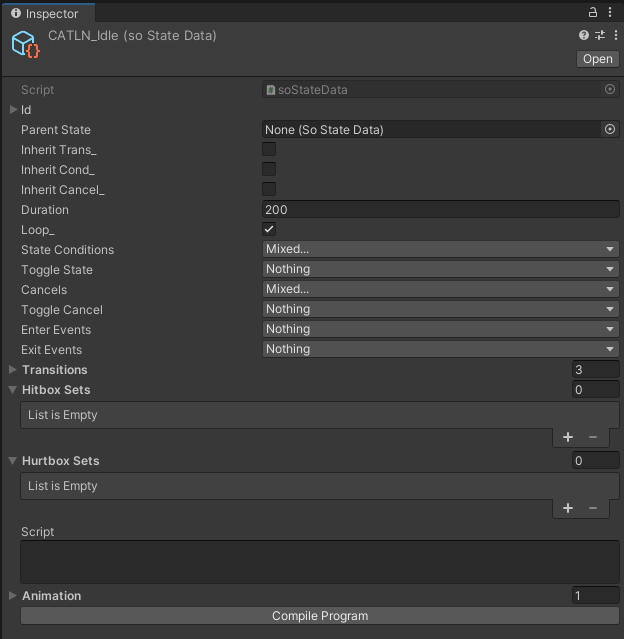 Inspector
CATLN_Idle (so State Data)
Open
Script soStateData
Id
Parent State None (So State Data)
Inherit Trans_
Inherit Cond_
Inherit Cancel_
Duration 200
Loop_
State Conditions Mixed...
Toggle State Nothing
Cancels Mixed...
Toggle Cancel Nothing
Enter Events Nothing
Exit Events Nothing
Transitions 3
Hitbox Sets 0
List is Empty
+ −
Hurtbox Sets 0
List is Empty
+ −
Script
Animation 1
Compile Program